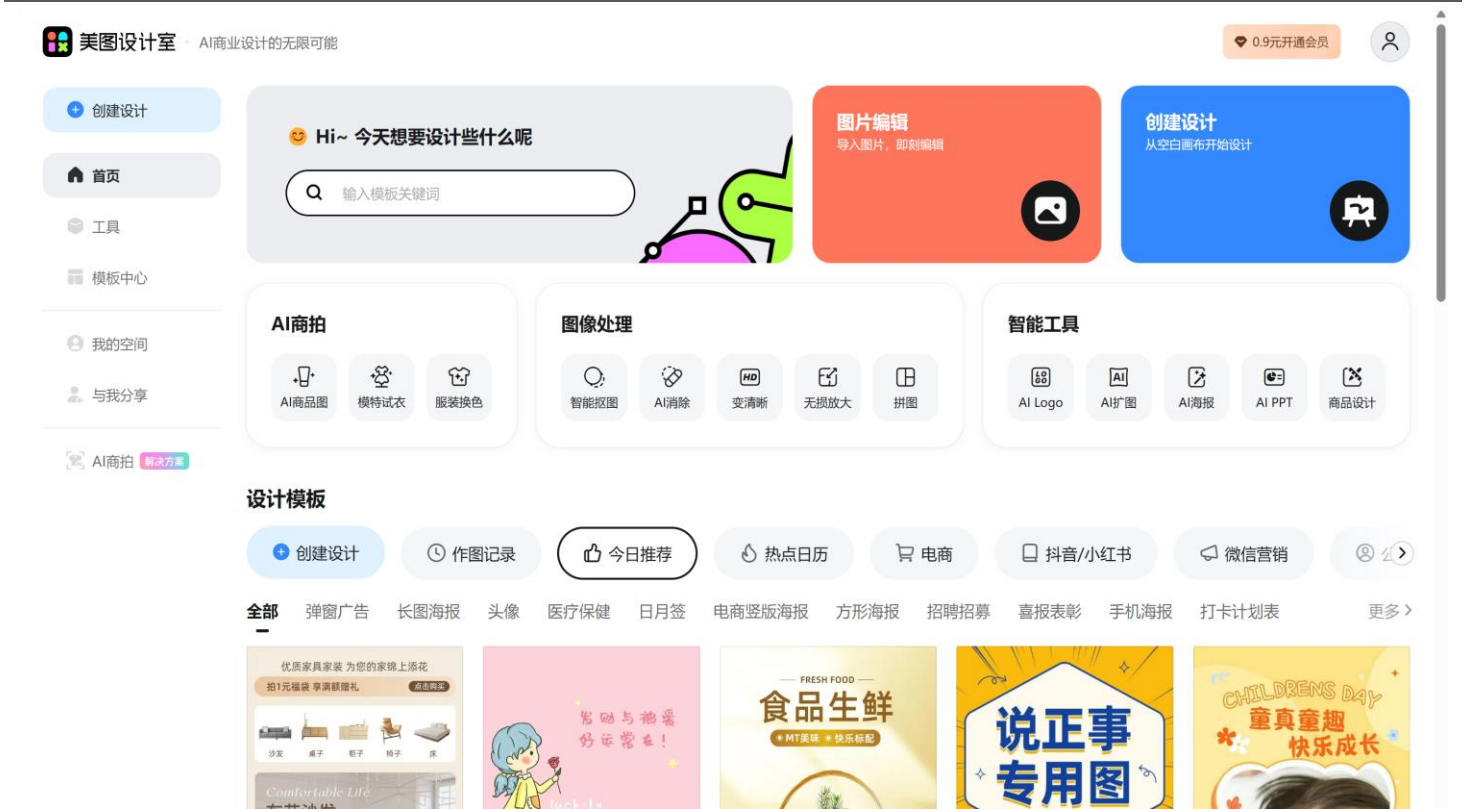 美图设计室
AI商业设计的无限可能
0.9元开通会员
创建设计
首页
工具
模板中心
我的空间
与我分享
AI商拍 解决方案
Hi~ 今天想要设计些什么呢
输入模板关键词
图片编辑
导入图片，即刻编辑
创建设计
从空白画布开始设计
AI商拍
AI商品图 模特试衣 服装换色
图像处理
智能抠图 AI消除 HD 变清晰 无损放大 拼图
智能工具
AI Logo AI AI扩图 AI海报 AI PPT 商品设计
设计模板
创建设计 作图记录 今日推荐 热点日历 电商 抖音/小红书 微信营销
全部 弹窗广告 长图海报 头像 医疗保健 日月签 电商竖版海报 方形海报 招聘招募 喜报表彰 手机海报 打卡计划表 更多
优质家具家装 为您的家锦上添花
拍1元福袋 享满额赠礼 点击购买
沙发 桌子 柜子 椅子 床
Comfortable Life
好运常在！
FRESH FOOD
食品生鲜
MT美味 快乐标配
说正事
专用图
CHILDRENS DAY
童真童趣
快乐成长